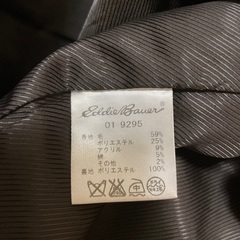 Eddie Bauer
01-9295
表地 毛 59%
ポリエステル 25%
アクリル 9%
綿 5%
その他 2%
裏地 ポリエステル 100%
中